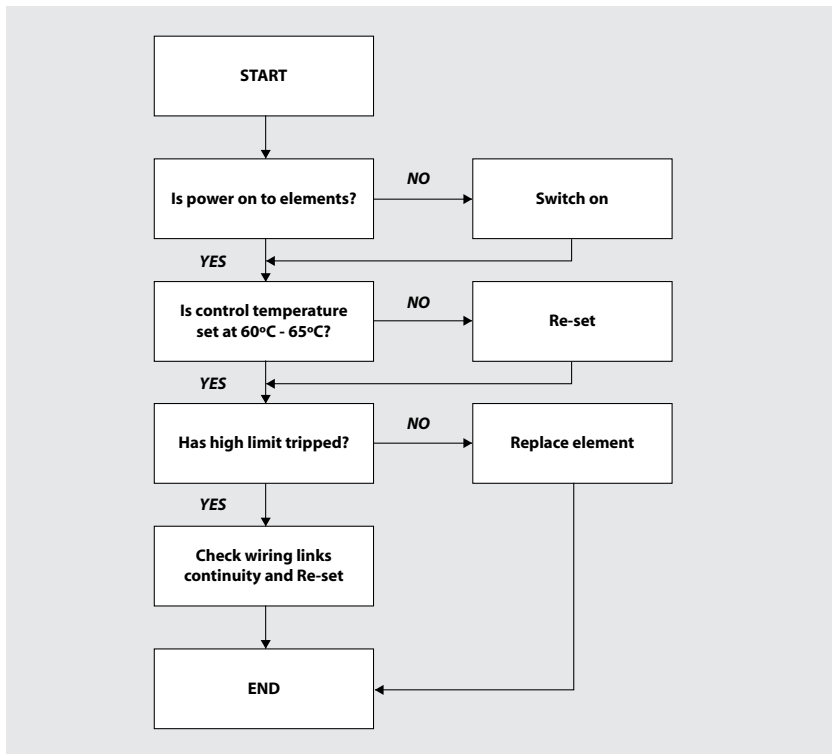 START
Is power on to elements?
NO
Switch on
YES
Is control temperature
set at 60ºC - 65ºC?
NO
Re-set
YES
Has high limit tripped?
NO
Replace element
YES
Check wiring links
continuity and Re-set
END